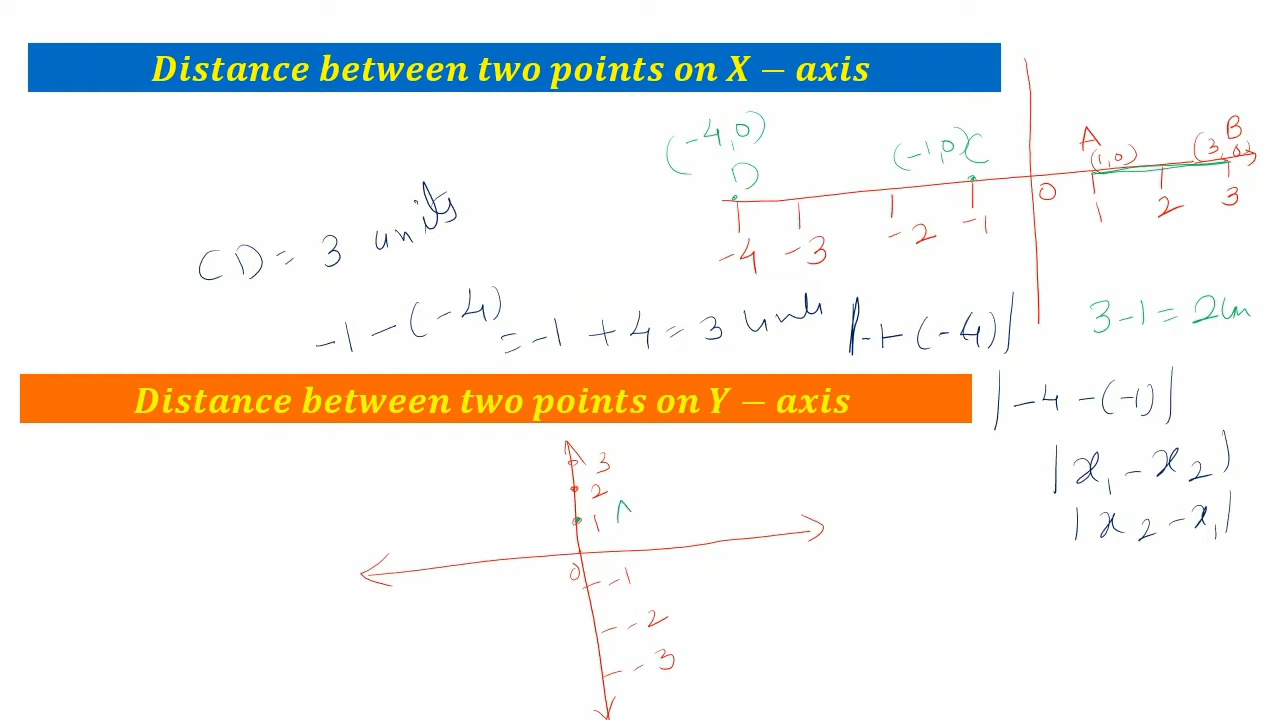 Distance between two points on X – axis
(-4,0)
D
(-1,0)C
A
(1,0)
B
(3,0)
-4 -3 -2 -1 0 1 2 3
CD = 3 units
-1-(-4) = -1+4 = 3 units
|-1-(-4)|
3-1 = 2cm
Distance between two points on Y – axis
|-4-(-1)|
|x₁-x₂|
|x₂-x₁|
3
2
1
0
-1
-2
-3